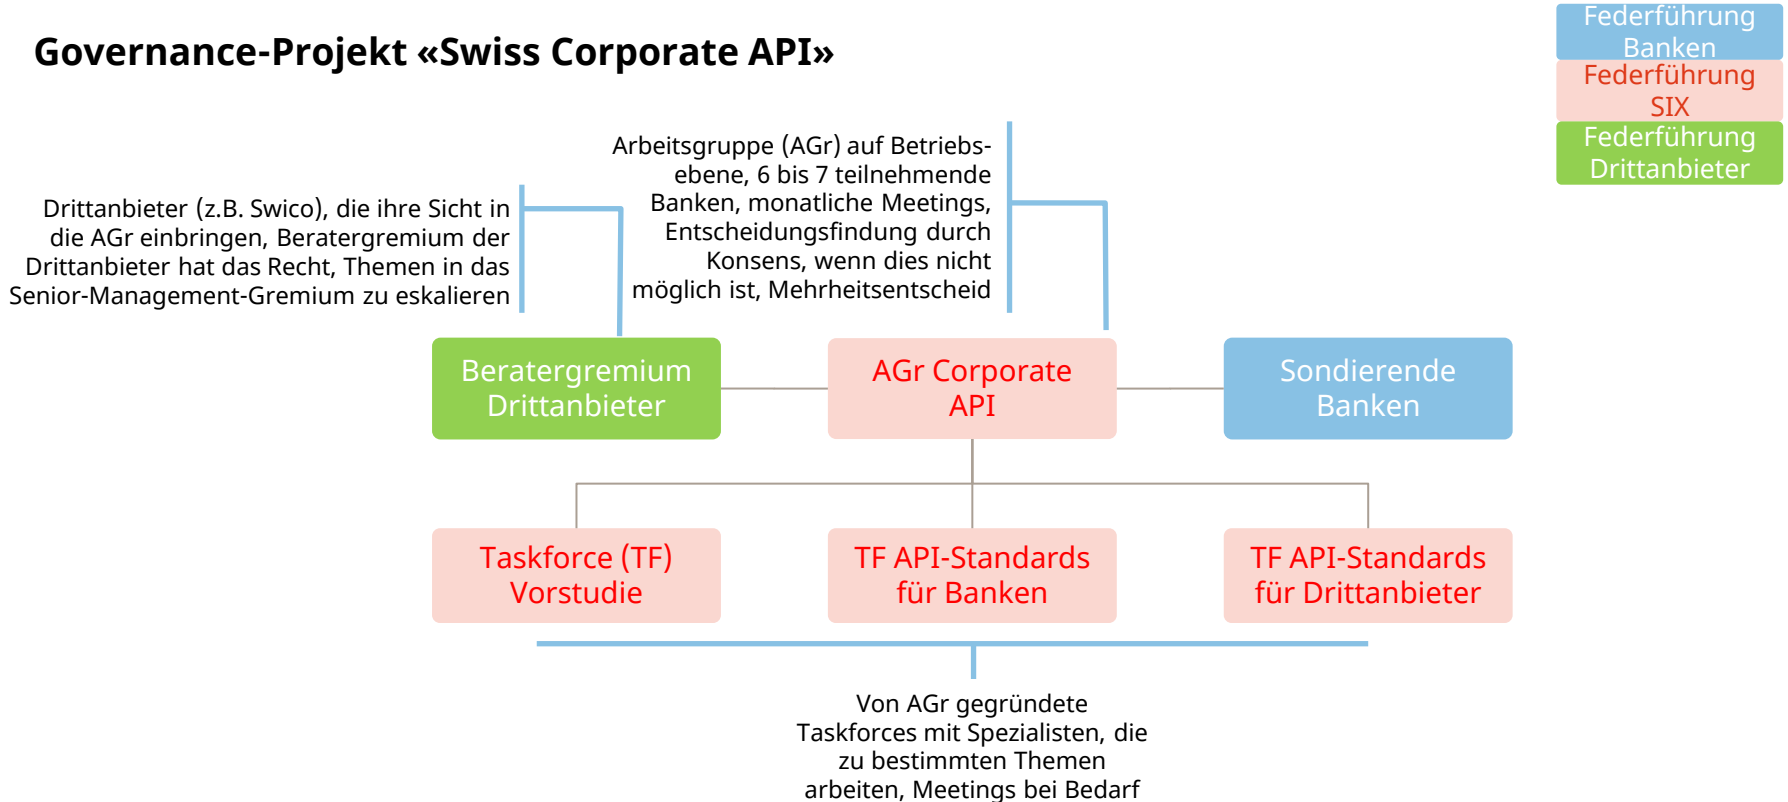 Governance-Projekt «Swiss Corporate API»
Federführung
Banken
Federführung
SIX
Federführung
Drittanbieter
Arbeitsgruppe (AGr) auf Betriebs-
ebene, 6 bis 7 teilnehmende
Banken, monatliche Meetings,
Entscheidungsfindung durch
Konsens, wenn dies nicht
möglich ist, Mehrheitsentscheid
Drittanbieter (z.B. Swico), die ihre Sicht in
die AGr einbringen, Beratergremium der
Drittanbieter hat das Recht, Themen in das
Senior-Management-Gremium zu eskalieren
Beratergremium
Drittanbieter
AGr Corporate
API
Sondierende
Banken
Taskforce (TF)
Vorstudie
TF API-Standards
für Banken
TF API-Standards
für Drittanbieter
Von AGr gegründete
Taskforces mit Spezialisten, die
zu bestimmten Themen
arbeiten, Meetings bei Bedarf